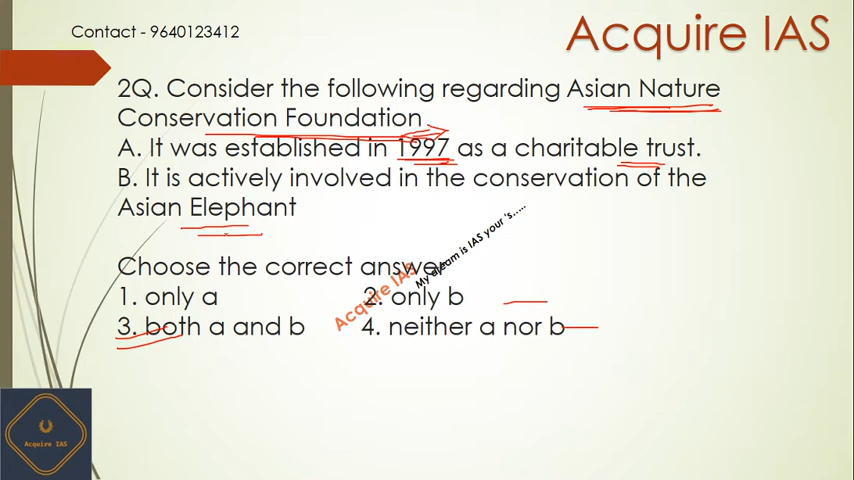 Contact - 9640123412
Acquire IAS
2Q. Consider the following regarding Asian Nature
Conservation Foundation
A. It was established in 1997 as a charitable trust.
B. It is actively involved in the conservation of the
Asian Elephant
My dream is IAS your 's.....
Choose the correct answer
Acquire IAS
1. only a 2. only b
3. both a and b 4. neither a nor b
Acquire IAS